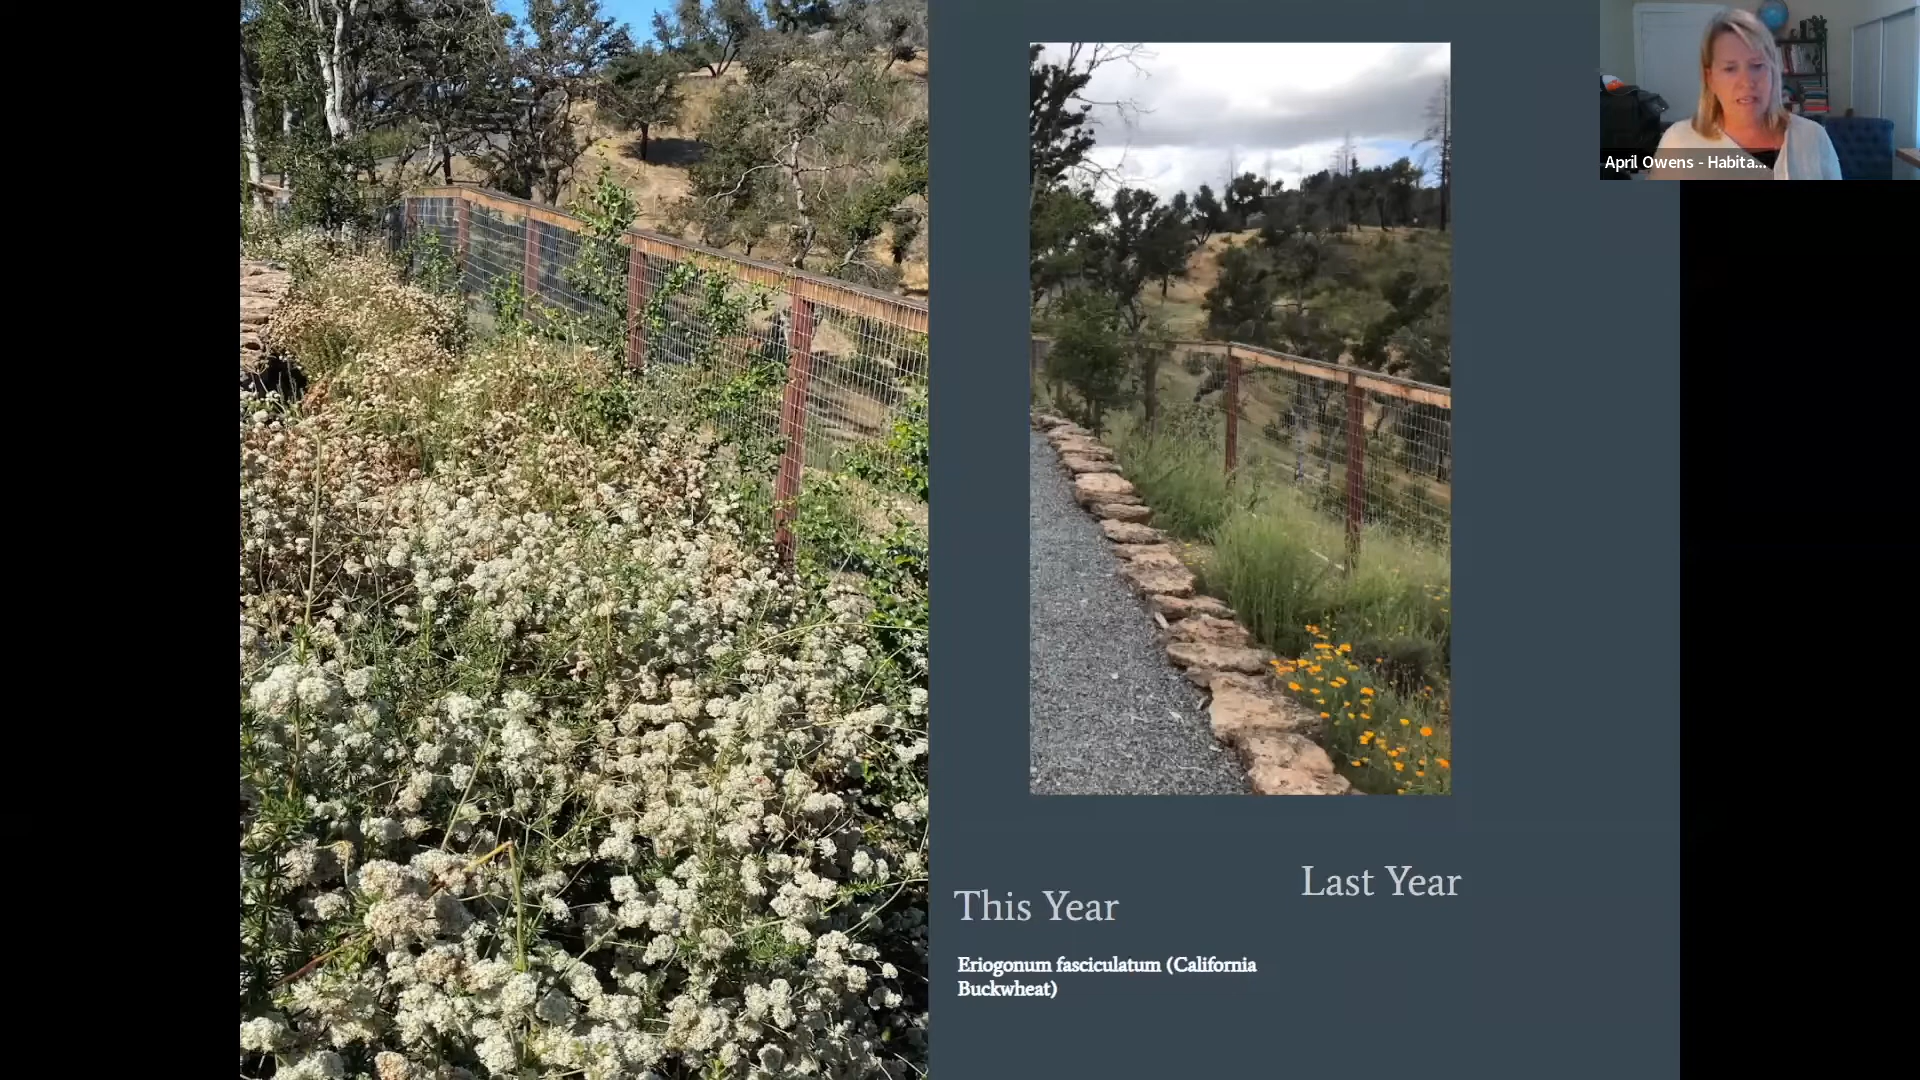 April Owens - Habita...
Last Year
This Year
Eriogonum fasciculatum (California
Buckwheat)